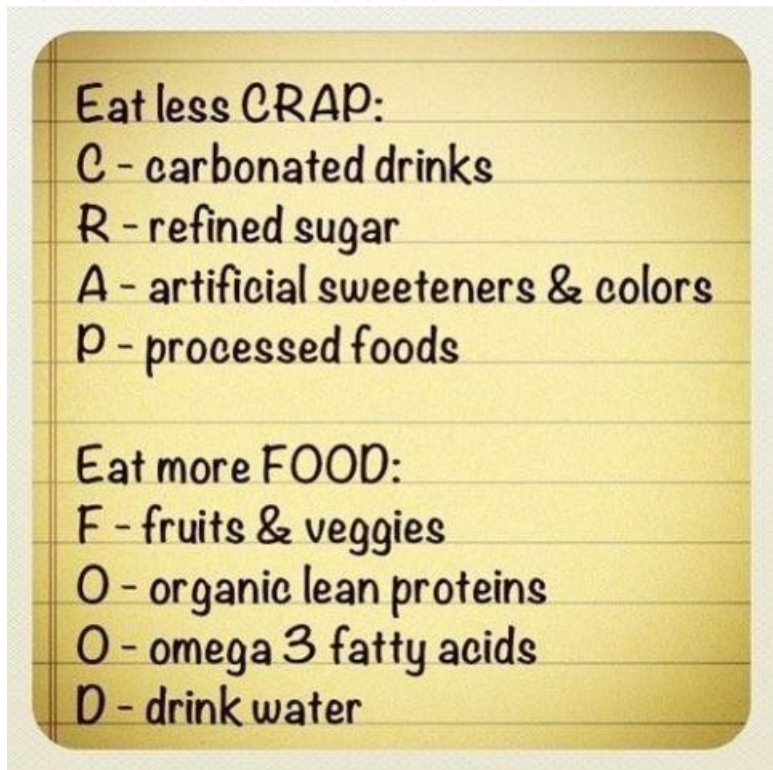 Eat less CRAP:
C - carbonated drinks
R - refined sugar
A - artificial sweeteners & colors
P - processed foods
Eat more FOOD:
F - fruits & veggies
O - organic lean proteins
O - omega 3 fatty acids
D - drink water